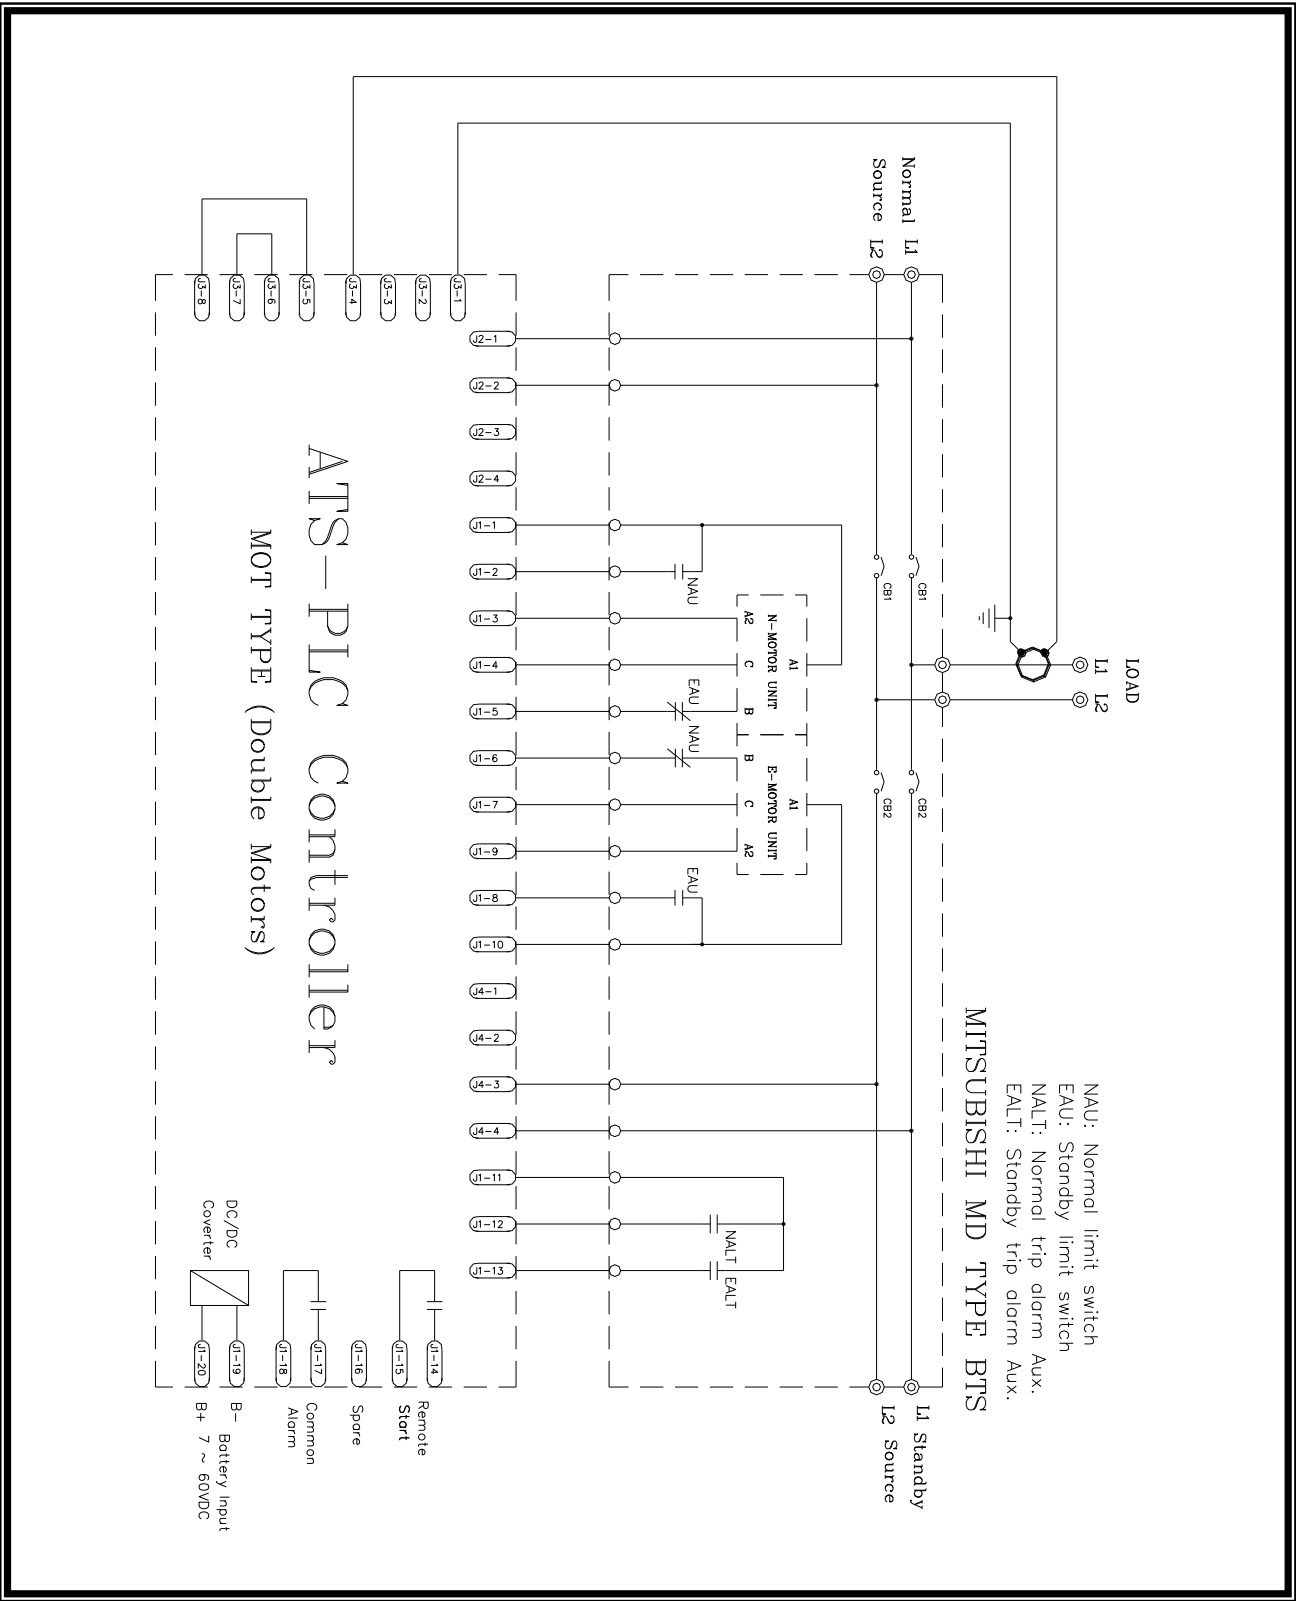 NAU: Normal limit switch
EAU: Standby limit switch
NALT: Normal trip alarm Aux.
EALT: Standby trip alarm Aux.
MITSUBISHI MD TYPE BTS
LOAD
L1
L2
Normal L1
Source L2
L1 Standby
L2 Source
CB1
CB1
CB2
CB2
A1
N-MOTOR UNIT
A2
C
B
A1
E-MOTOR UNIT
B
C
A2
NAU
EAU
NAU
EAU
NALT
EALT
J2-1
J2-2
J2-3
J2-4
J1-1
J1-2
J1-3
J1-4
J1-5
J1-6
J1-7
J1-9
J1-8
J1-10
J4-1
J4-2
J4-3
J4-4
J1-11
J1-12
J1-13
J3-1
J3-2
J3-3
J3-4
J3-5
J3-6
J3-7
J3-8
ATS-PLC Controller
MOT TYPE (Double Motors)
J1-14
J1-15
J1-16
J1-17
J1-18
J1-19
J1-20
Remote
Start
Spare
Common
Alarm
DC/DC
Coverter
B- Battery Input
B+ 7 ~ 60VDC